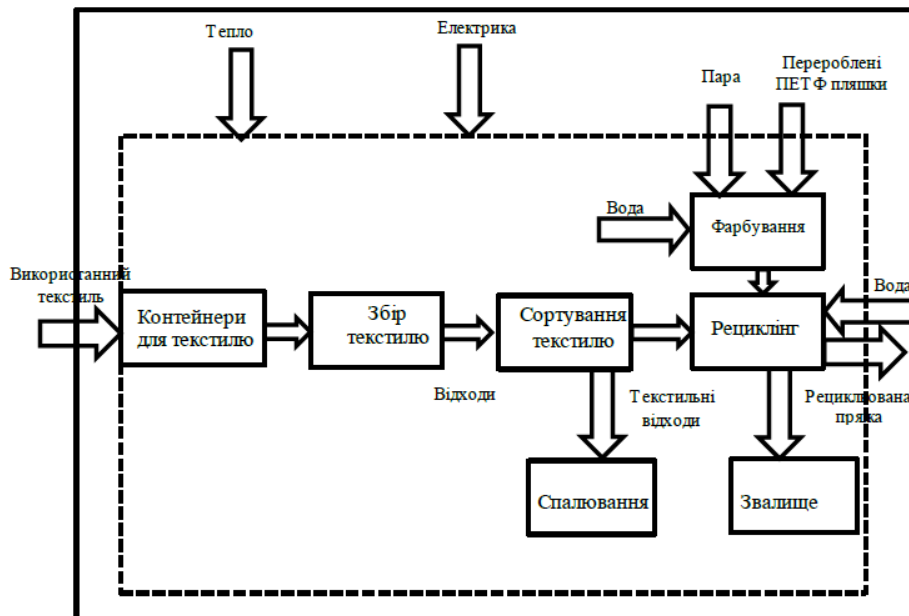 Тепло
Електрика
Пара
Перероблені
ПЕТФ пляшки
Вода
Фарбування
Використанний
текстиль
Вода
Контейнери
для текстилю
Збір
текстилю
Сортування
текстилю
Рециклінг
Відходи
Текстильні
відходи
Рециклювана
пряжа
Спалювання
Звалище